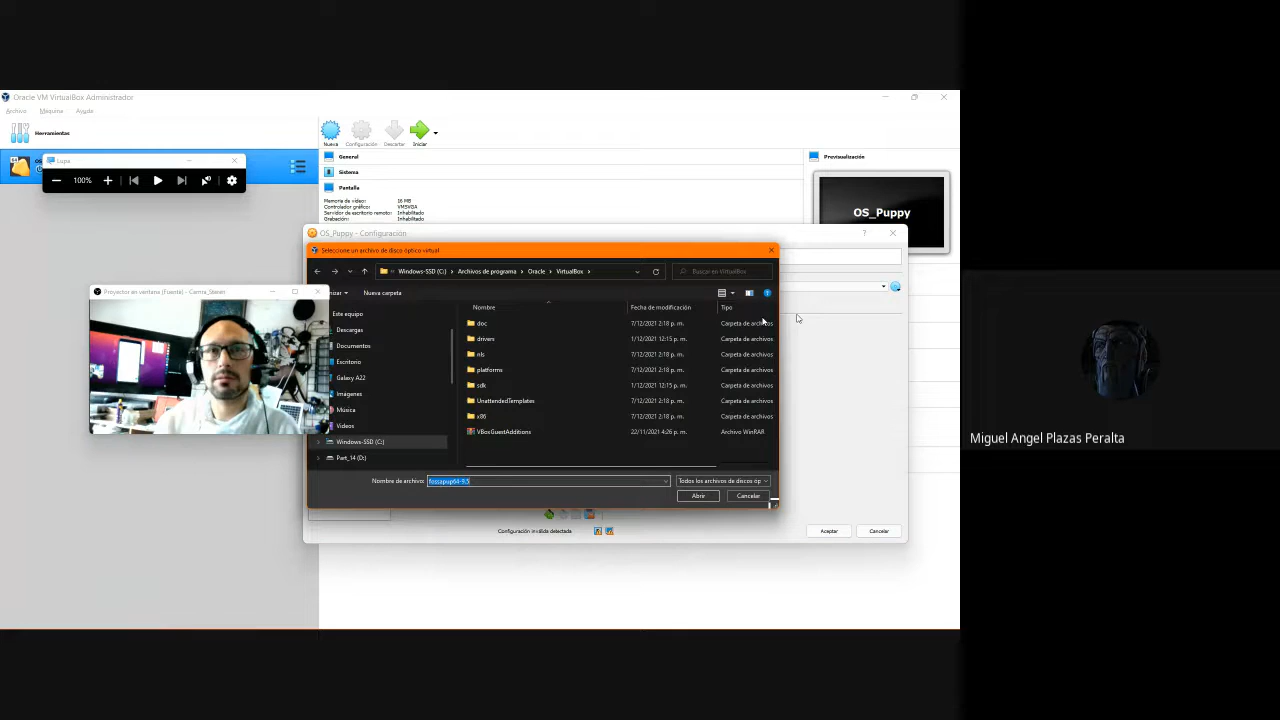 Oracle VM VirtualBox Administrador
Archivo Máquina Ayuda
Herramientas
Nueva Configuración Descartar Iniciar
General
Previsualización
Lupa
Sistema
100%
Pantalla
Memoria de vídeo: 16 MB
Controlador gráfico: VMSVGA
Servidor de escritorio remoto: Inhabilitado
Grabación: Inhabilitado
OS_Puppy
OS_Puppy - Configuración
Seleccione un archivo de disco óptico virtual
Windows-SSD (C:) > Archivos de programa > Oracle > VirtualBox >
Buscar en VirtualBox
Proyector en ventana (Fuente) -
Nueva carpeta
Nombre Fecha de modificación Tipo
Este equipo
Descargas
Documentos
Escritorio
Galaxy A22
Imágenes
Música
Videos
Windows-SSD (C:)
Part_14 (D:)
doc 7/12/2021 2:18 p. m. Carpeta de archivos
drivers 1/12/2021 12:15 p. m. Carpeta de archivos
nls 7/12/2021 2:18 p. m. Carpeta de archivos
platforms 7/12/2021 2:18 p. m. Carpeta de archivos
sdk 1/12/2021 12:15 p. m. Carpeta de archivos
UnattendedTemplates 7/12/2021 2:18 p. m. Carpeta de archivos
x86 7/12/2021 2:18 p. m. Carpeta de archivos
VBoxGuestAdditions 22/11/2021 4:26 p. m. Archivo WinRAR
Nombre de archivo: fossapup64-9.5
Todos los archivos de discos óp
Abrir Cancelar
Configuración inválida detectada
Aceptar Cancelar
Miguel Angel Plazas Peralta